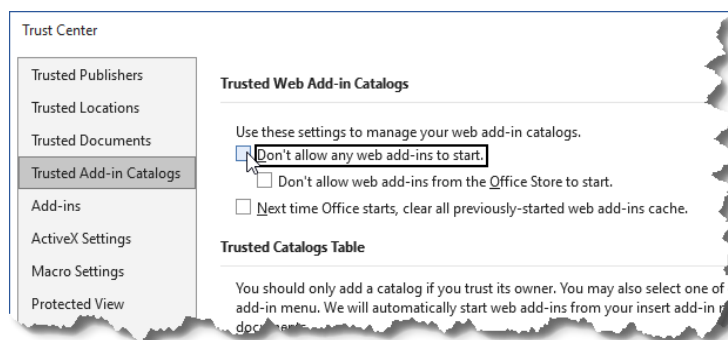 Trust Center
Trusted Publishers
Trusted Locations
Trusted Documents
Trusted Add-in Catalogs
Add-ins
ActiveX Settings
Macro Settings
Protected View
Trusted Web Add-in Catalogs
Use these settings to manage your web add-in catalogs.
Don't allow any web add-ins to start.
Don't allow web add-ins from the Office Store to start.
Next time Office starts, clear all previously-started web add-ins cache.
Trusted Catalogs Table
You should only add a catalog if you trust its owner. You may also select one of
add-in menu. We will automatically start web add-ins from your insert add-in